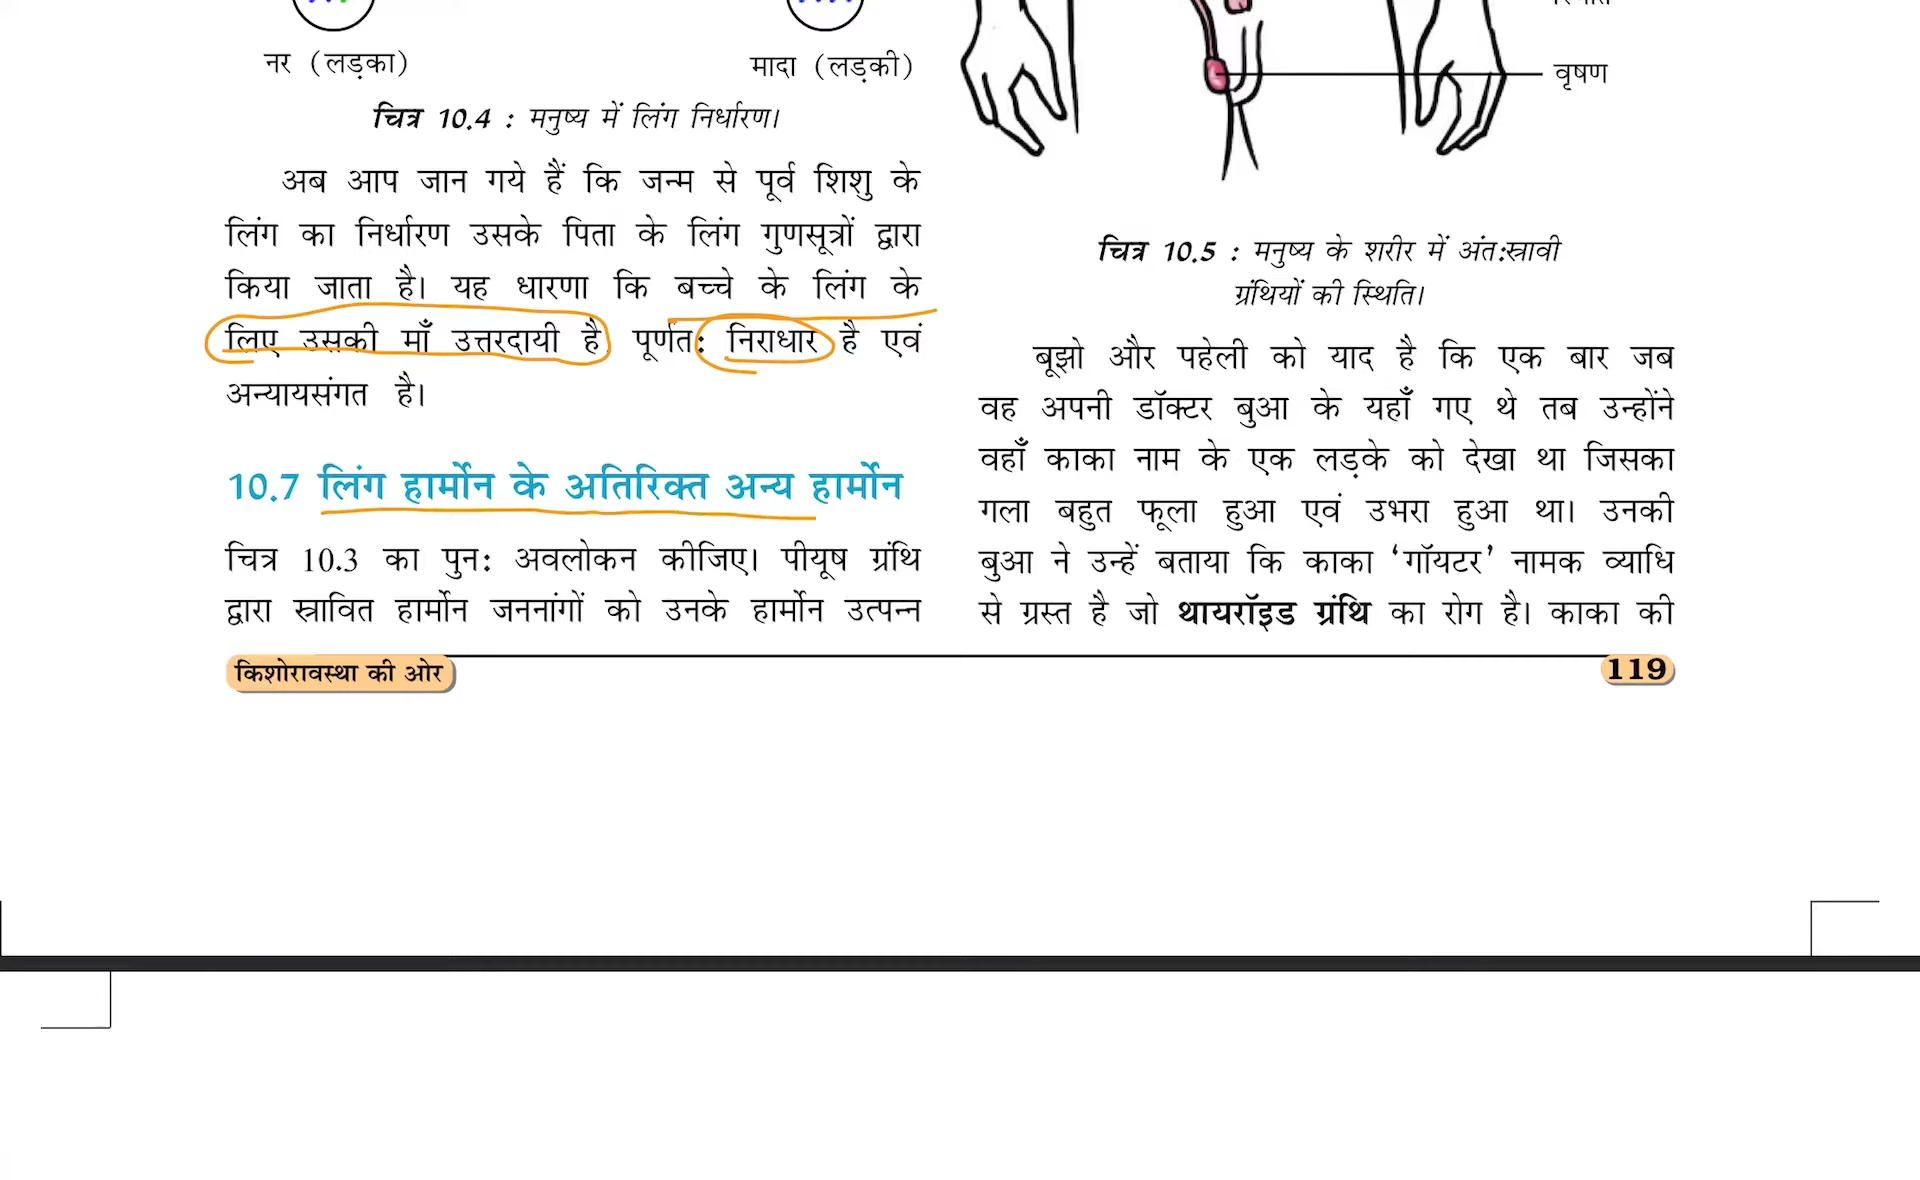 नर (लड़का)
मादा (लड़की)
चित्र 10.4 : मनुष्य में लिंग निर्धारण।
अब आप जान गये हैं कि जन्म से पूर्व शिशु के
लिंग का निर्धारण उसके पिता के लिंग गुणसूत्रों द्वारा
किया जाता है। यह धारणा कि बच्चे के लिंग के
लिए उसकी माँ उत्तरदायी है पूर्णत: निराधार है एवं
अन्यायसंगत है।
10.7 लिंग हार्मोन के अतिरिक्त अन्य हार्मोन
चित्र 10.3 का पुन: अवलोकन कीजिए। पीयूष ग्रंथि
द्वारा स्रावित हार्मोन जननांगों को उनके हार्मोन उत्पन्न
वृषण
चित्र 10.5 : मनुष्य के शरीर में अंत:स्रावी
ग्रंथियों की स्थिति।
बूझो और पहेली को याद है कि एक बार जब
वह अपनी डॉक्टर बुआ के यहाँ गए थे तब उन्होंने
वहाँ काका नाम के एक लड़के को देखा था जिसका
गला बहुत फूला हुआ एवं उभरा हुआ था। उनकी
बुआ ने उन्हें बताया कि काका ‘गॉयटर’ नामक व्याधि
से ग्रस्त है जो थायरॉइड ग्रंथि का रोग है। काका की
किशोरावस्था की ओर
119